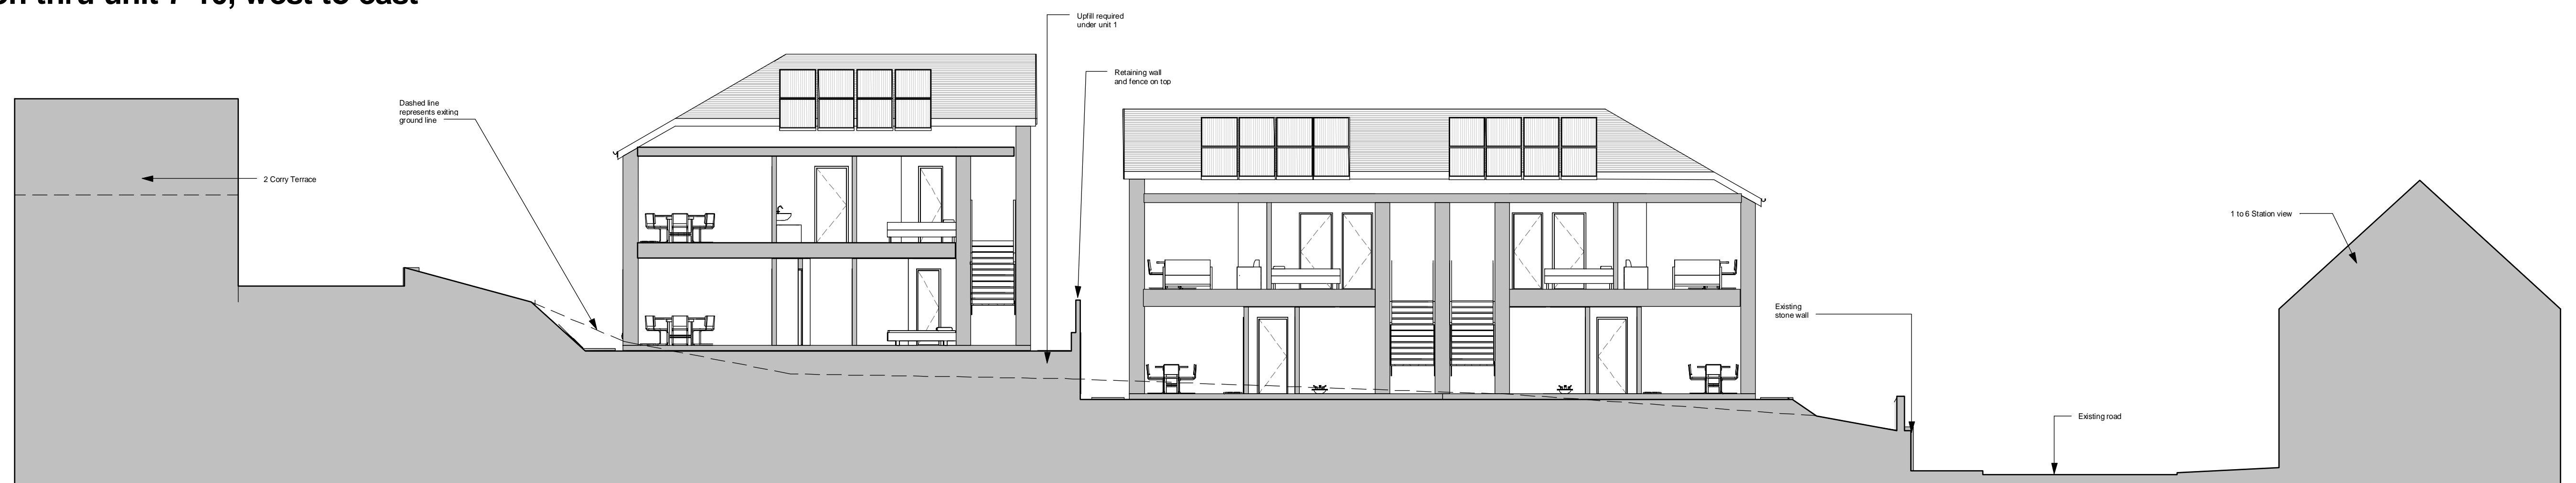 on thru unit 7-10, west to east
Upfill required
under unit 1
Retaining wall
and fence on top
Dashed line
represents exiting
ground line
2 Corry Terrace
1 to 6 Station view
Existing
stone wall
Existing road